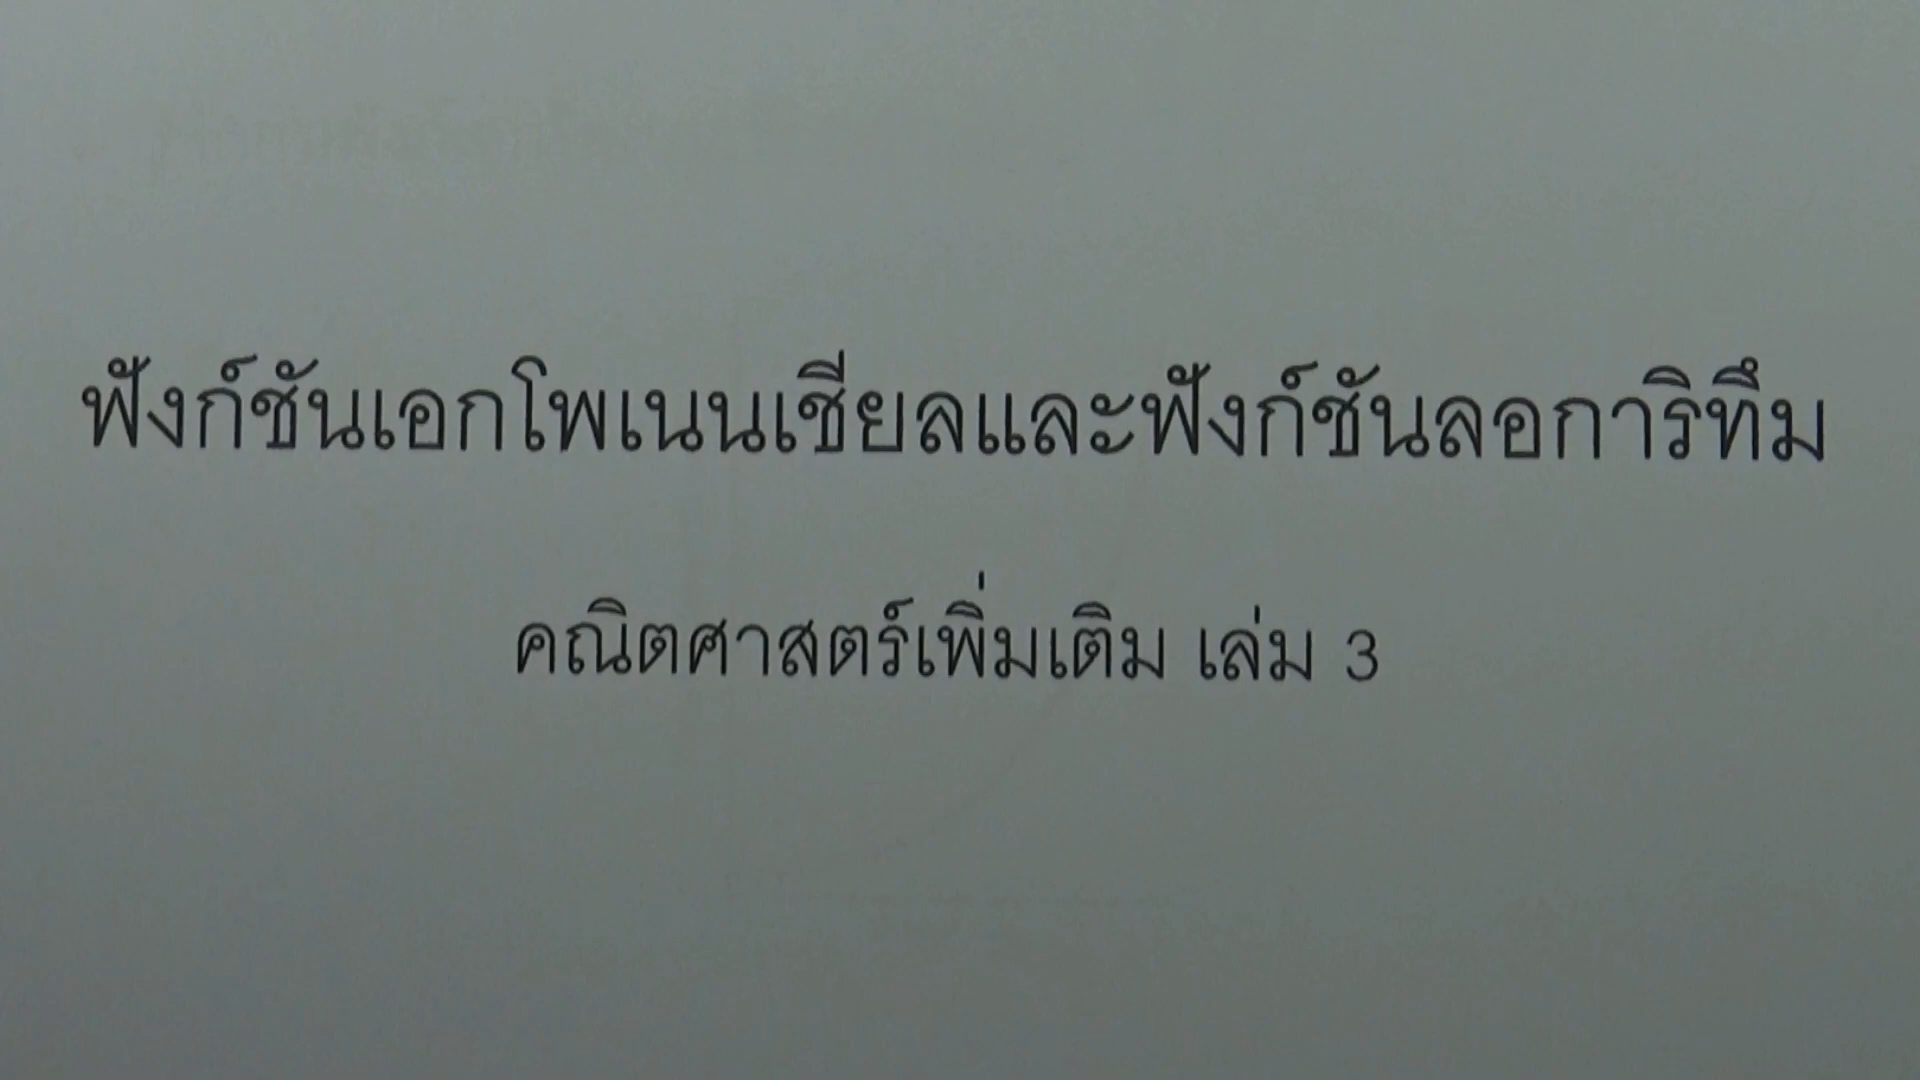 ฟังก์ชันเอกโพเนนเชียลและฟังก์ชันลอการิทึม
คณิตศาสตร์เพิ่มเติม เล่ม 3